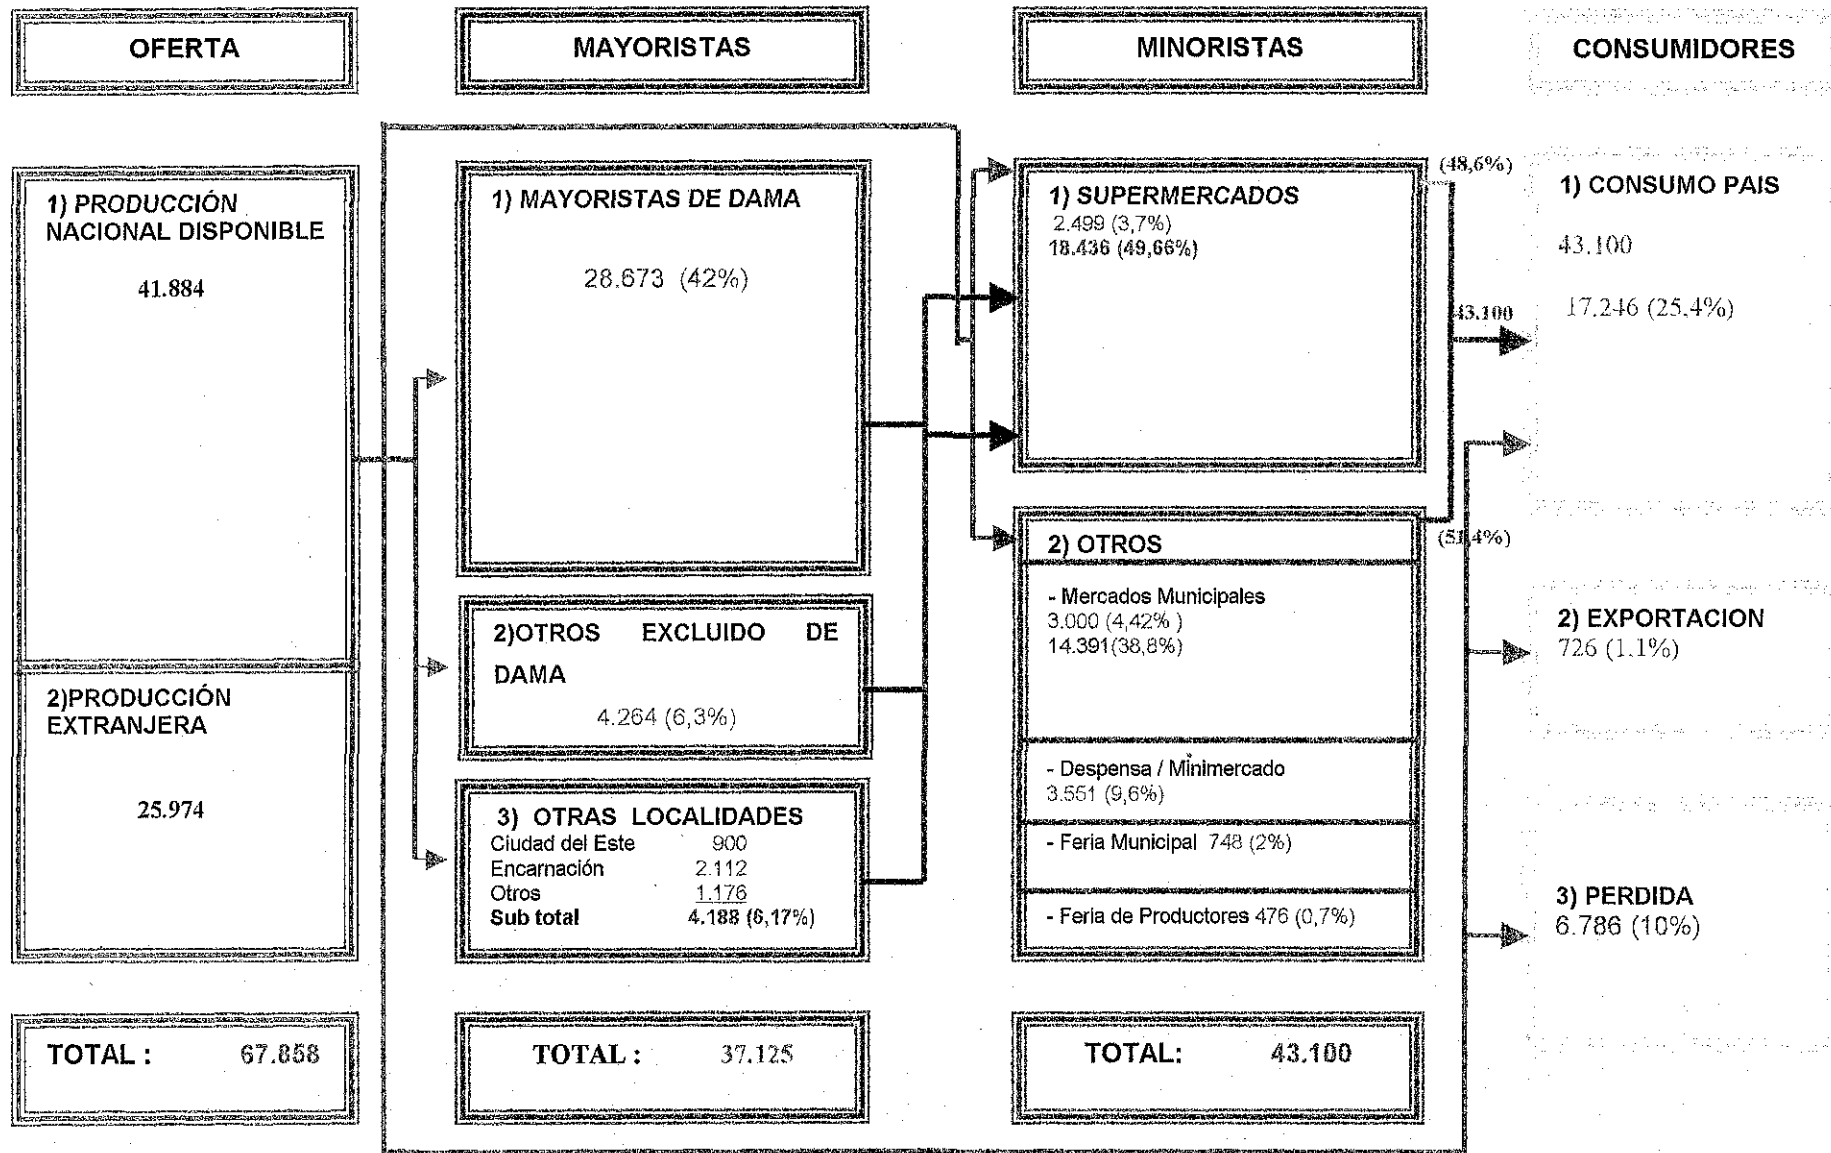 OFERTA
MAYORISTAS
MINORISTAS
CONSUMIDORES
1) PRODUCCIÓN
NACIONAL DISPONIBLE
41.884
2)PRODUCCIÓN
EXTRANJERA
25.974
TOTAL : 67.858
1) MAYORISTAS DE DAMA
28.673 (42%)
2)OTROS EXCLUIDO DE
DAMA
4.264 (6,3%)
3) OTRAS LOCALIDADES
Ciudad del Este 900
Encarnación 2.112
Otros 1.176
Sub total 4.188 (6,17%)
TOTAL : 37.125
1) SUPERMERCADOS
2.499 (3,7%)
18.436 (49,66%)
2) OTROS
- Mercados Municipales
3.000 (4,42% )
14.391(38,8%)
- Despensa / Minimercado
3.551 (9,6%)
- Feria Municipal 748 (2%)
- Feria de Productores 476 (0,7%)
TOTAL: 43.100
(48,6%)
43.100
(51,4%)
1) CONSUMO PAIS
43.100
17.246 (25.4%)
2) EXPORTACION
726 (1.1%)
3) PERDIDA
6.786 (10%)